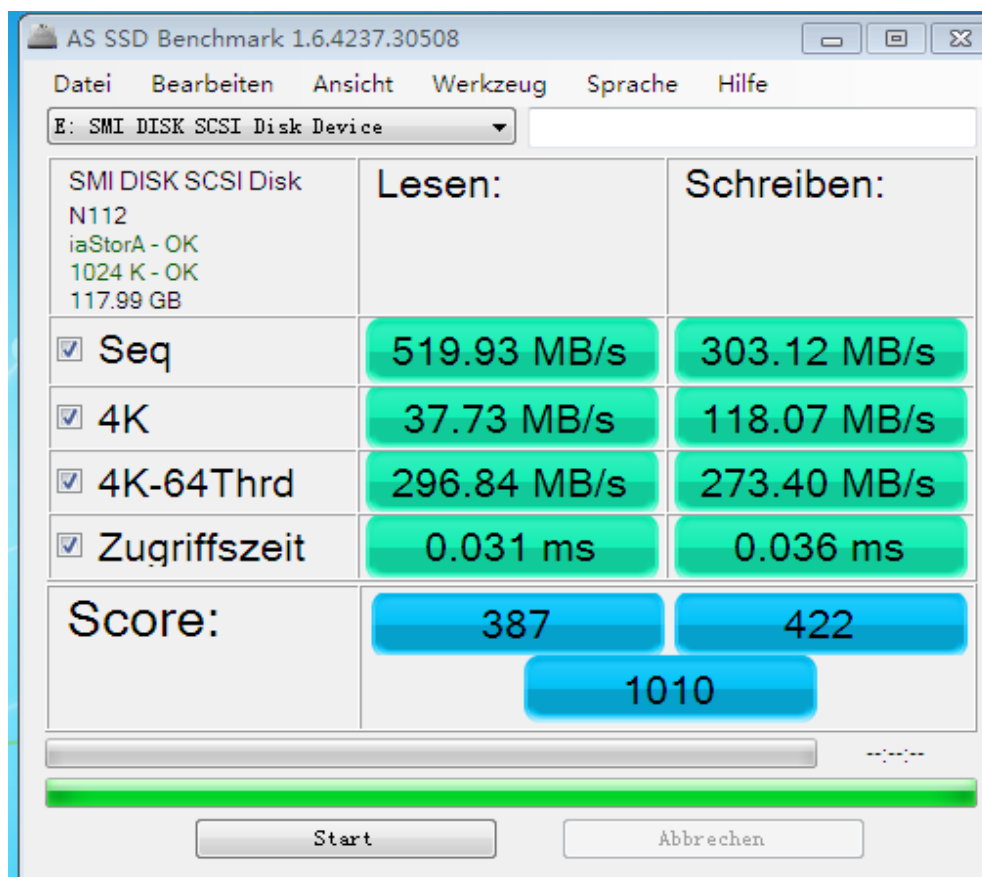 AS SSD Benchmark 1.6.4237.30508
Datei Bearbeiten Ansicht Werkzeug Sprache Hilfe
E: SMI DISK SCSI Disk Device
SMI DISK SCSI Disk
N112
iaStorA - OK
1024 K - OK
117.99 GB
Lesen:
Schreiben:
Seq 519.93 MB/s 303.12 MB/s
4K 37.73 MB/s 118.07 MB/s
4K-64Thrd 296.84 MB/s 273.40 MB/s
Zugriffszeit 0.031 ms 0.036 ms
Score: 387 422
1010
--:--:--
Start Abbrechen